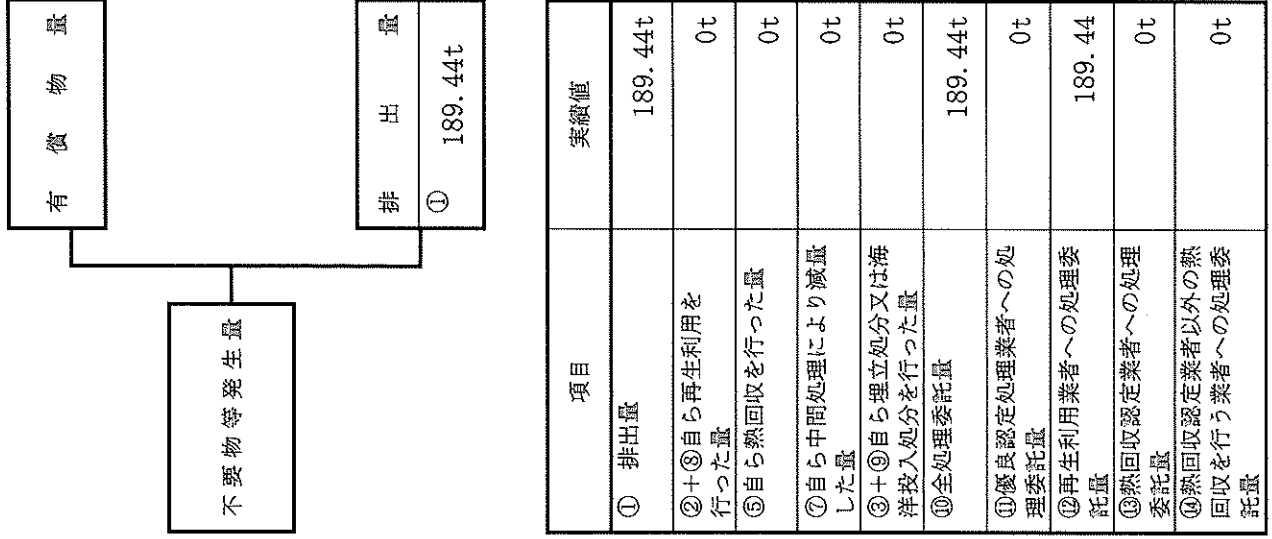 有償物量
不要物等発生量
排出量
① 189.44t
項目 実績値
① 排出量 189.44t
②+⑧自ら再生利用を
行った量 0t
⑤自ら熱回収を行った量 0t
⑦自ら中間処理により減量
した量 0t
③+⑨自ら埋立処分又は海
洋投入処分を行った量 0t
⑩全処理委託量 189.44t
⑪優良認定処理業者への処
理委託量 0t
⑫再生利用業者への処理委
託量 189.44
⑬熱回収認定業者への処理
委託量 0t
⑭熱回収認定業者以外の熱
回収を行う業者への処理委
託量 0t